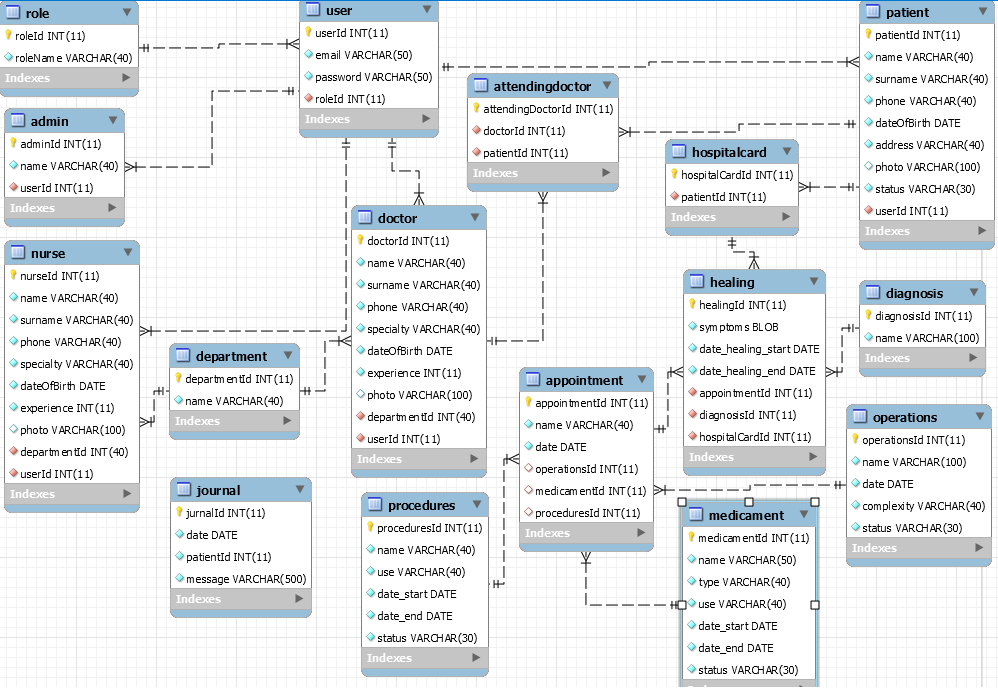 role
roleId INT(11)
roleName VARCHAR(40)
Indexes
user
userId INT(11)
email VARCHAR(50)
password VARCHAR(50)
roleId INT(11)
Indexes
patient
patientId INT(11)
name VARCHAR(40)
surname VARCHAR(40)
phone VARCHAR(40)
dateOfBirth DATE
address VARCHAR(40)
photo VARCHAR(100)
status VARCHAR(30)
userId INT(11)
Indexes
admin
adminId INT(11)
name VARCHAR(40)
userId INT(11)
Indexes
attendingdoctor
attendingDoctorId INT(11)
doctorId INT(11)
patientId INT(11)
Indexes
hospitalcard
hospitalCardId INT(11)
patientId INT(11)
Indexes
nurse
nurseId INT(11)
name VARCHAR(40)
surname VARCHAR(40)
phone VARCHAR(40)
specialty VARCHAR(40)
dateOfBirth DATE
experience INT(11)
photo VARCHAR(100)
departmentId INT(40)
userId INT(11)
Indexes
doctor
doctorId INT(11)
name VARCHAR(40)
surname VARCHAR(40)
phone VARCHAR(40)
specialty VARCHAR(40)
dateOfBirth DATE
experience INT(11)
photo VARCHAR(100)
departmentId INT(40)
userId INT(11)
Indexes
healing
healingId INT(11)
symptoms BLOB
date_healing_start DATE
date_healing_end DATE
appointmentId INT(11)
diagnosisId INT(11)
hospitalCardId INT(11)
Indexes
diagnosis
diagnosisId INT(11)
name VARCHAR(100)
Indexes
department
departmentId INT(11)
name VARCHAR(40)
Indexes
appointment
appointmentId INT(11)
name VARCHAR(40)
date DATE
operationsId INT(11)
medicamentId INT(11)
proceduresId INT(11)
Indexes
operations
operationsId INT(11)
name VARCHAR(100)
date DATE
complexity VARCHAR(40)
status VARCHAR(30)
Indexes
journal
jurnalId INT(11)
date DATE
patientId INT(11)
message VARCHAR(500)
Indexes
procedures
proceduresId INT(11)
name VARCHAR(40)
use VARCHAR(40)
date_start DATE
date_end DATE
status VARCHAR(30)
Indexes
medicament
medicamentId INT(11)
name VARCHAR(50)
type VARCHAR(40)
use VARCHAR(40)
date_start DATE
date_end DATE
status VARCHAR(30)